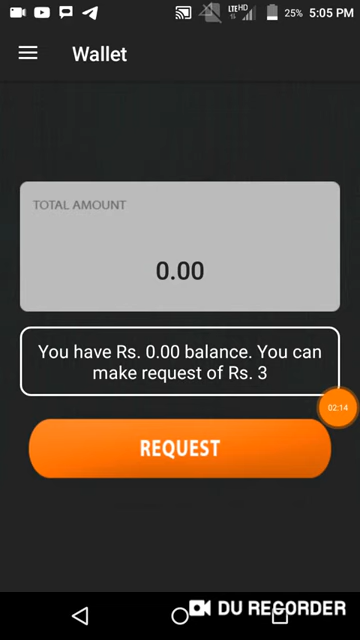 LTE HD
25% 5:05 PM
Wallet
TOTAL AMOUNT
0.00
You have Rs. 0.00 balance. You can
make request of Rs. 3
02:14
REQUEST
DU RECORDER